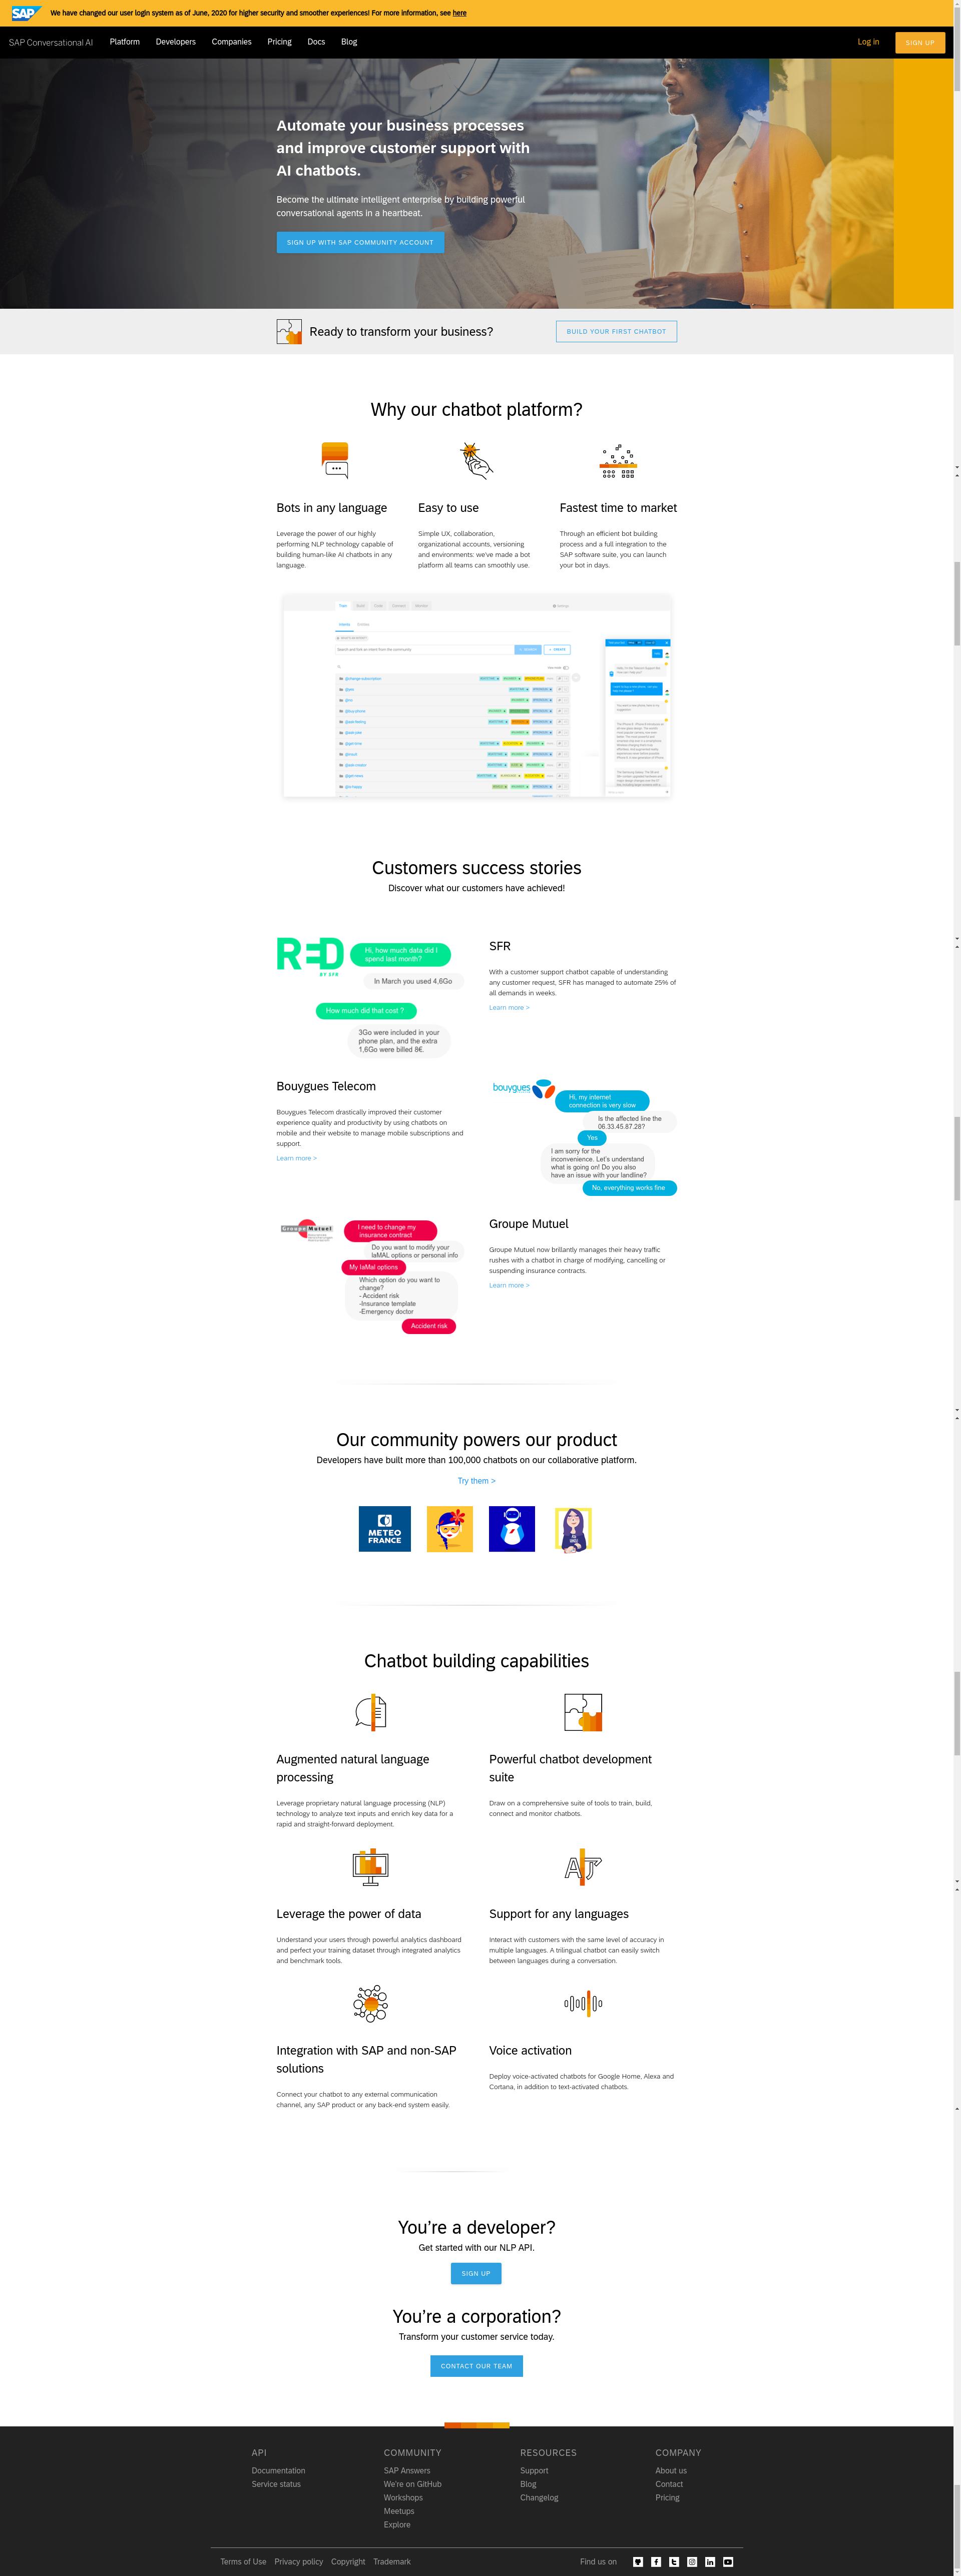 SAP We have changed our user login system as of June, 2020 for higher security and smoother experiences! For more information, see here
SAP Conversational AI Platform Developers Companies Pricing Docs Blog Log in SIGN UP
Automate your business processes
and improve customer support with
AI chatbots.
Become the ultimate intelligent enterprise by building powerful
conversational agents in a heartbeat.
SIGN UP WITH SAP COMMUNITY ACCOUNT
Ready to transform your business?
BUILD YOUR FIRST CHATBOT
Why our chatbot platform?
Bots in any language
Leverage the power of our highly
performing NLP technology capable of
building human-like AI chatbots in any
language.
Easy to use
Simple UX, collaboration,
organizational accounts, versioning
and environments: we've made a bot
platform all teams can smoothly use.
Fastest time to market
Through an efficient bot building
process and a full integration to the
SAP software suite, you can launch
your bot in days.
Customers success stories
Discover what our customers have achieved!
RED
BY SFR
Hi, how much data did I
spend last month?
In March you used 4,6Go
How much did that cost ?
3Go were included in your
phone plan, and the extra
1,6Go were billed 8€.
SFR
With a customer support chatbot capable of understanding
any customer request, SFR has managed to automate 25% of
all demands in weeks.
Learn more >
Bouygues Telecom
Bouygues Telecom drastically improved their customer
experience quality and productivity by using chatbots on
mobile and their website to manage mobile subscriptions and
support.
Learn more >
bouygues
Hi, my internet
connection is very slow
Is the affected line the
06.33.45.87.28?
Yes
I am sorry for the
inconvenience. Let's understand
what is going on! Do you also
have an issue with your landline?
No, everything works fine
Groupe Mutuel
I need to change my
insurance contract
Do you want to modify your
laMAL options or personal info
My laMal options
Which option do you want to
change?
- Accident risk
-Insurance template
-Emergency doctor
Accident risk
Groupe Mutuel
Groupe Mutuel now brillantly manages their heavy traffic
rushes with a chatbot in charge of modifying, cancelling or
suspending insurance contracts.
Learn more >
Our community powers our product
Developers have built more than 100,000 chatbots on our collaborative platform.
Try them >
METEO
FRANCE
Chatbot building capabilities
Augmented natural language
processing
Leverage proprietary natural language processing (NLP)
technology to analyze text inputs and enrich key data for a
rapid and straight-forward deployment.
Powerful chatbot development
suite
Draw on a comprehensive suite of tools to train, build,
connect and monitor chatbots.
Leverage the power of data
Understand your users through powerful analytics dashboard
and perfect your training dataset through integrated analytics
and benchmark tools.
Support for any languages
Interact with customers with the same level of accuracy in
multiple languages. A trilingual chatbot can easily switch
between languages during a conversation.
Integration with SAP and non-SAP
solutions
Connect your chatbot to any external communication
channel, any SAP product or any back-end system easily.
Voice activation
Deploy voice-activated chatbots for Google Home, Alexa and
Cortana, in addition to text-activated chatbots.
You're a developer?
Get started with our NLP API.
SIGN UP
You're a corporation?
Transform your customer service today.
CONTACT OUR TEAM
API
Documentation
Service status
COMMUNITY
SAP Answers
We're on GitHub
Workshops
Meetups
Explore
RESOURCES
Support
Blog
Changelog
COMPANY
About us
Contact
Pricing
Terms of Use Privacy policy Copyright Trademark Find us on